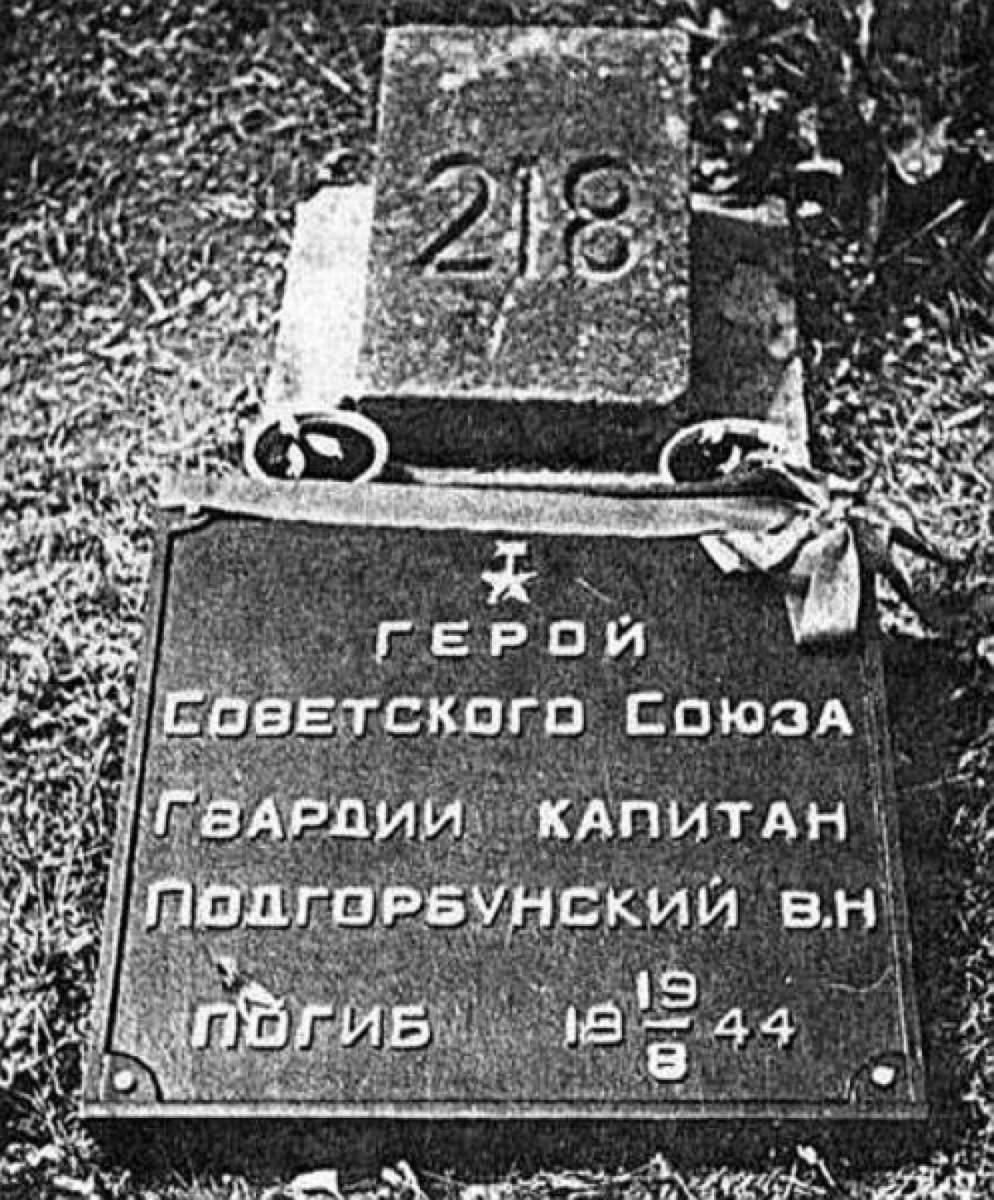 218
ГЕРОЙ
СОВЕТСКОГО СОЮЗА
ГВАРДИИ КАПИТАН
ПОДГОРБУНСКИЙ В.Н
ПОГИБ 19 19/8 44